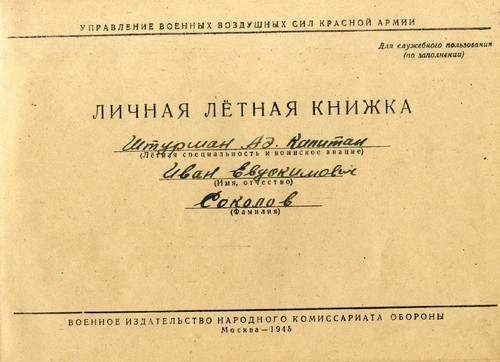 УПРАВЛЕНИЕ ВОЕННЫХ ВОЗДУШНЫХ СИЛ КРАСНОЙ АРМИИ
Для служебного пользования
(по заполнении)
ЛИЧНАЯ ЛЁТНАЯ КНИЖКА
Штурман Аэ. Капитан
(Лётная специальность и воинское звание)
Иван Евдокимович
(Имя, отчество)
Соколов
(Фамилия)
ВОЕННОЕ ИЗДАТЕЛЬСТВО НАРОДНОГО КОМИССАРИАТА ОБОРОНЫ
Москва — 1945